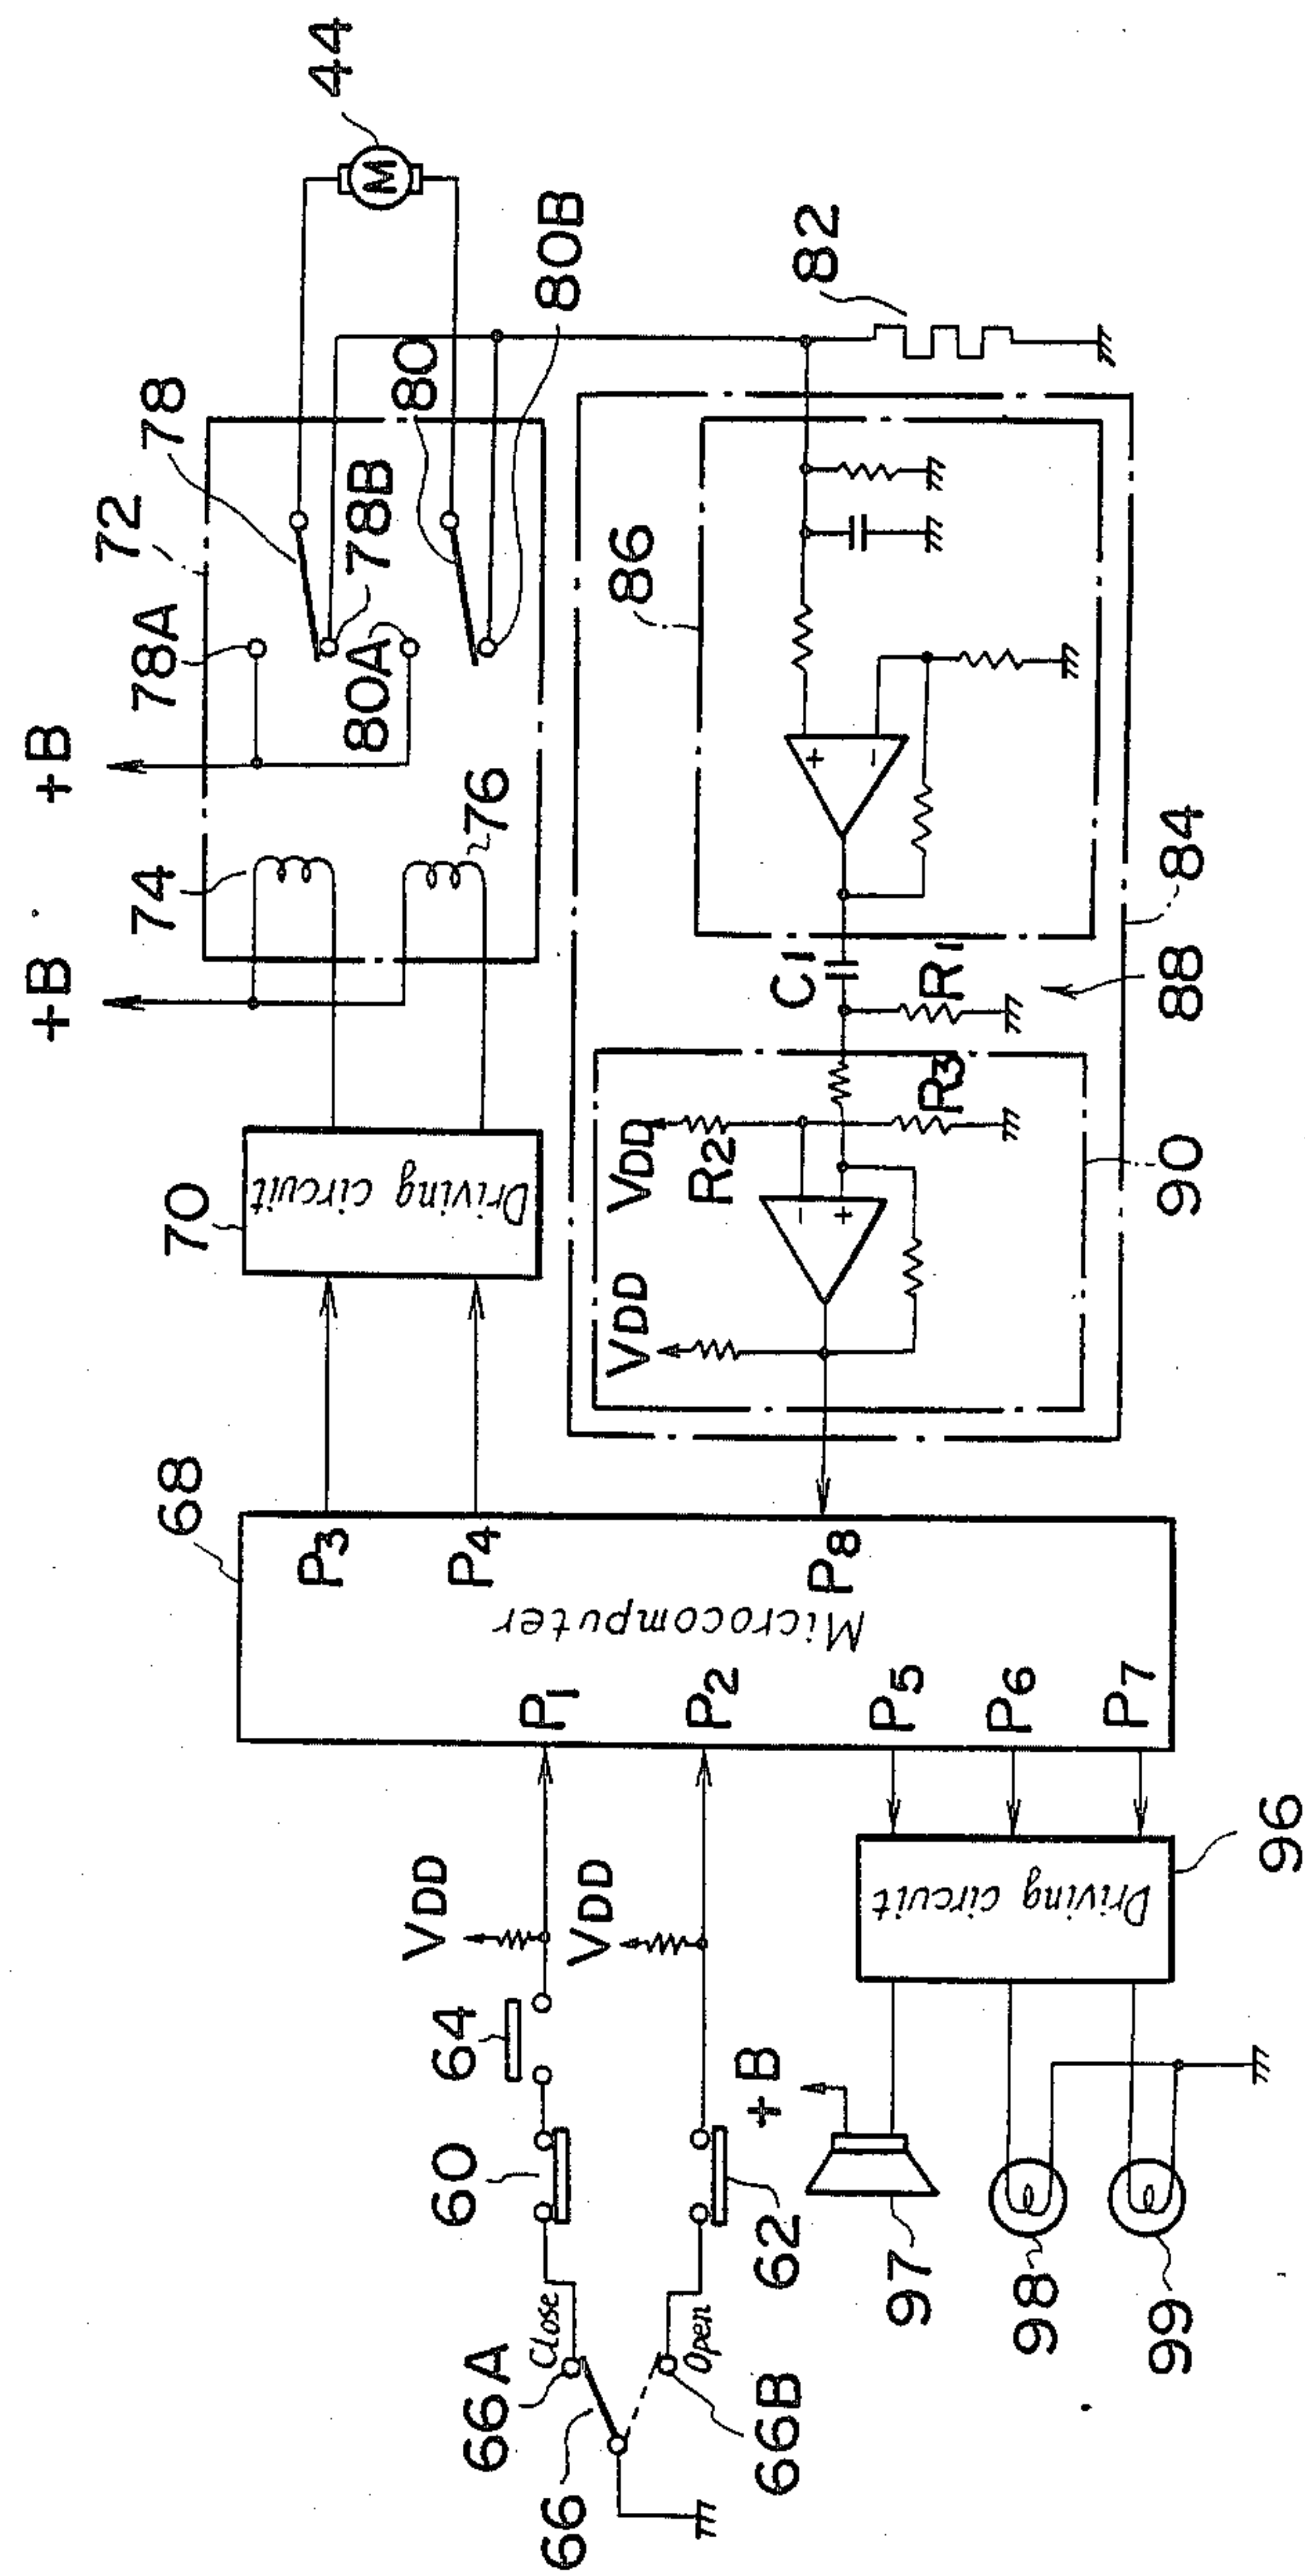 +B
+B
74
78A
72
78
44
M
70
Driving circuit
76
80A
78B
80
80B
68
P3
P4
Microcomputer
P8
P1
P2
P5
P6
P7
VDD
VDD
64
60
66A
Close
66
Open
66B
62
+B
97
98
99
Driving circuit
96
VDD
VDD
R2
R3
-
+
90
C1
R1
88
84
86
+
-
82